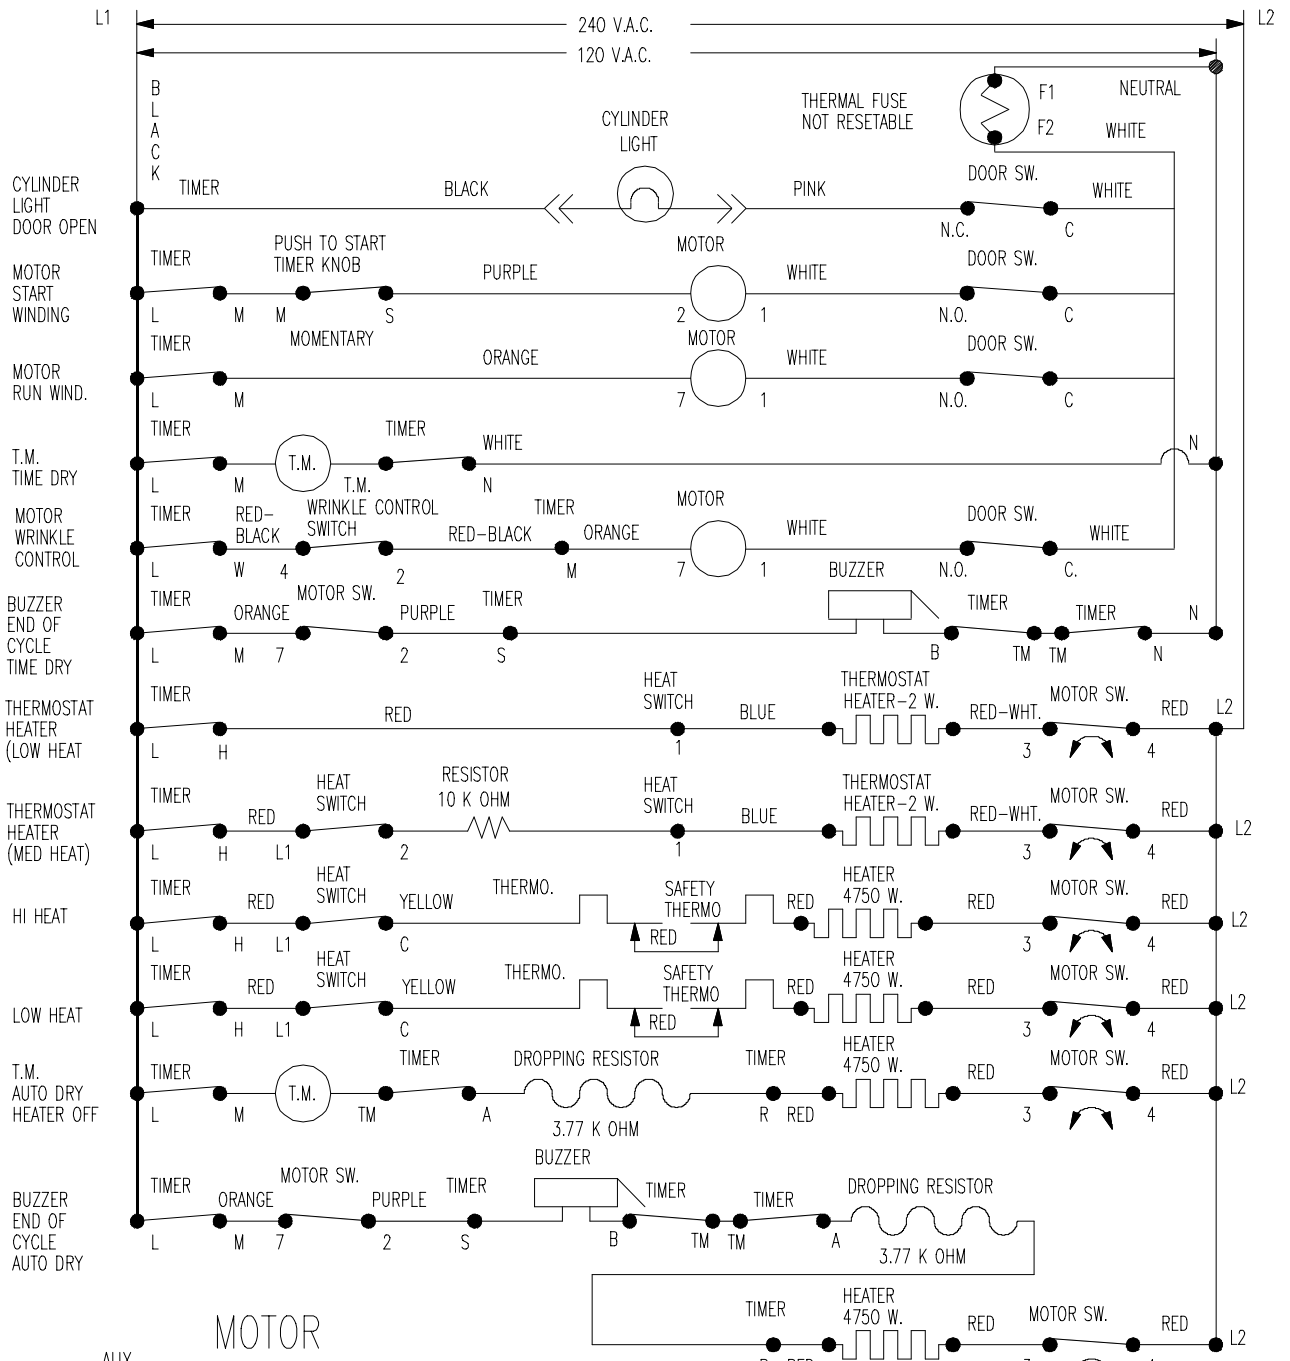 L1
240 V.A.C.
L2
120 V.A.C.
B
L
A
C
K
THERMAL FUSE
NOT RESETABLE
F1
F2
NEUTRAL
WHITE
CYLINDER
LIGHT
CYLINDER
LIGHT
DOOR OPEN
TIMER
BLACK
PINK
DOOR SW.
WHITE
N.C.
C
MOTOR
START
WINDING
TIMER
PUSH TO START
TIMER KNOB
PURPLE
MOTOR
WHITE
DOOR SW.
L
M
M
S
2
1
N.O.
C
MOMENTARY
MOTOR
RUN WIND.
TIMER
ORANGE
MOTOR
WHITE
DOOR SW.
L
M
7
1
N.O.
C
T.M.
TIME DRY
TIMER
T.M.
TIMER
WHITE
N
L
M
T.M.
N
MOTOR
WRINKLE
CONTROL
TIMER
RED-
BLACK
WRINKLE CONTROL
SWITCH
RED-BLACK
TIMER
ORANGE
MOTOR
WHITE
DOOR SW.
WHITE
L
W
4
2
M
7
1
N.O.
C.
BUZZER
END OF
CYCLE
TIME DRY
TIMER
ORANGE
MOTOR SW.
PURPLE
TIMER
BUZZER
TIMER
TIMER
N
L
M
7
2
S
B
TM
TM
N
THERMOSTAT
HEATER
(LOW HEAT
TIMER
RED
HEAT
SWITCH
BLUE
THERMOSTAT
HEATER-2 W.
RED-WHT.
MOTOR SW.
RED
L2
L
H
1
3
4
THERMOSTAT
HEATER
(MED HEAT)
TIMER
RED
HEAT
SWITCH
RESISTOR
10 K OHM
HEAT
SWITCH
BLUE
THERMOSTAT
HEATER-2 W.
RED-WHT.
MOTOR SW.
RED
L2
L
H
L1
2
1
3
4
HI HEAT
TIMER
RED
HEAT
SWITCH
YELLOW
THERMO.
SAFETY
THERMO
RED
RED
HEATER
4750 W.
RED
MOTOR SW.
RED
L2
L
H
L1
C
3
4
LOW HEAT
TIMER
RED
HEAT
SWITCH
YELLOW
THERMO.
SAFETY
THERMO
RED
RED
HEATER
4750 W.
RED
MOTOR SW.
RED
L2
L
H
L1
C
3
4
T.M.
AUTO DRY
HEATER OFF
TIMER
T.M.
TIMER
DROPPING RESISTOR
3.77 K OHM
TIMER
HEATER
4750 W.
RED
MOTOR SW.
RED
L2
L
M
TM
A
R
RED
3
4
BUZZER
END OF
CYCLE
AUTO DRY
TIMER
ORANGE
MOTOR SW.
PURPLE
TIMER
BUZZER
TIMER
TIMER
DROPPING RESISTOR
3.77 K OHM
L
M
7
2
S
B
TM
TM
A
TIMER
HEATER
4750 W.
RED
MOTOR SW.
RED
L2
MOTOR